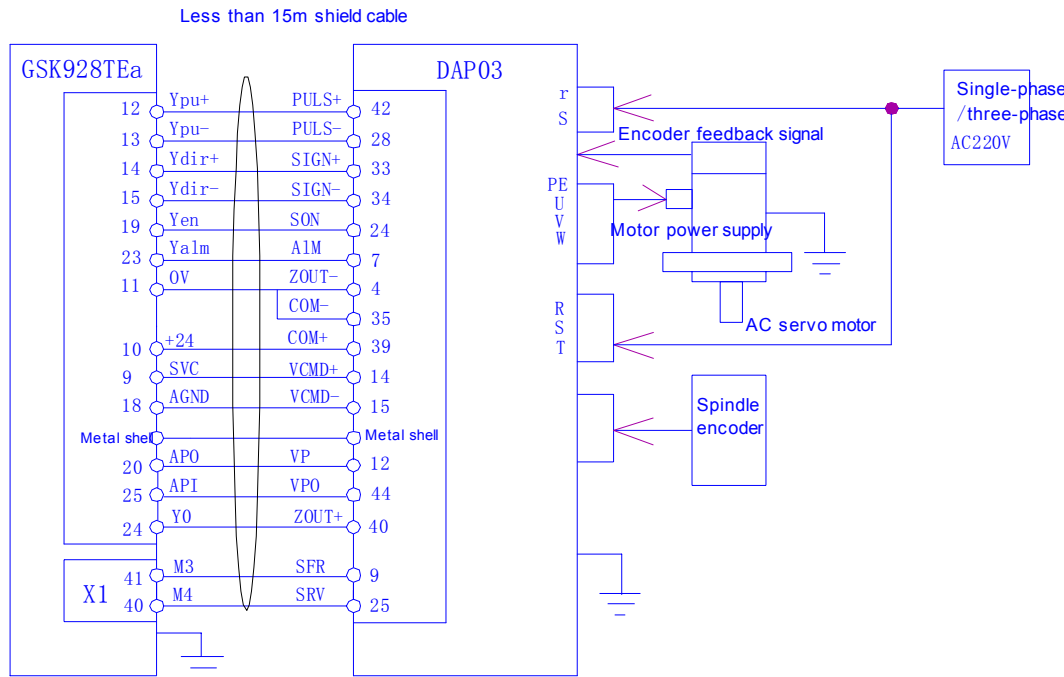 Less than 15m shield cable
GSK928TEa
DAP03
12 Ypu+ PULS+ 42
13 Ypu- PULS- 28
14 Ydir+ SIGN+ 33
15 Ydir- SIGN- 34
19 Yen SON 24
23 Yalm AlM 7
11 OV ZOUT- 4
COM- 35
10 +24 COM+ 39
9 SVC VCMD+ 14
18 AGND VCMD- 15
Metal shell Metal shell
20 APO VP 12
25 API VPO 44
24 YO ZOUT+ 40
X1
41 M3 SFR 9
40 M4 SRV 25
r
S
Encoder feedback signal
PE
U
V
W
Motor power supply
R
S
T
AC servo motor
Spindle
encoder
Single-phase
/three-phase
AC220V